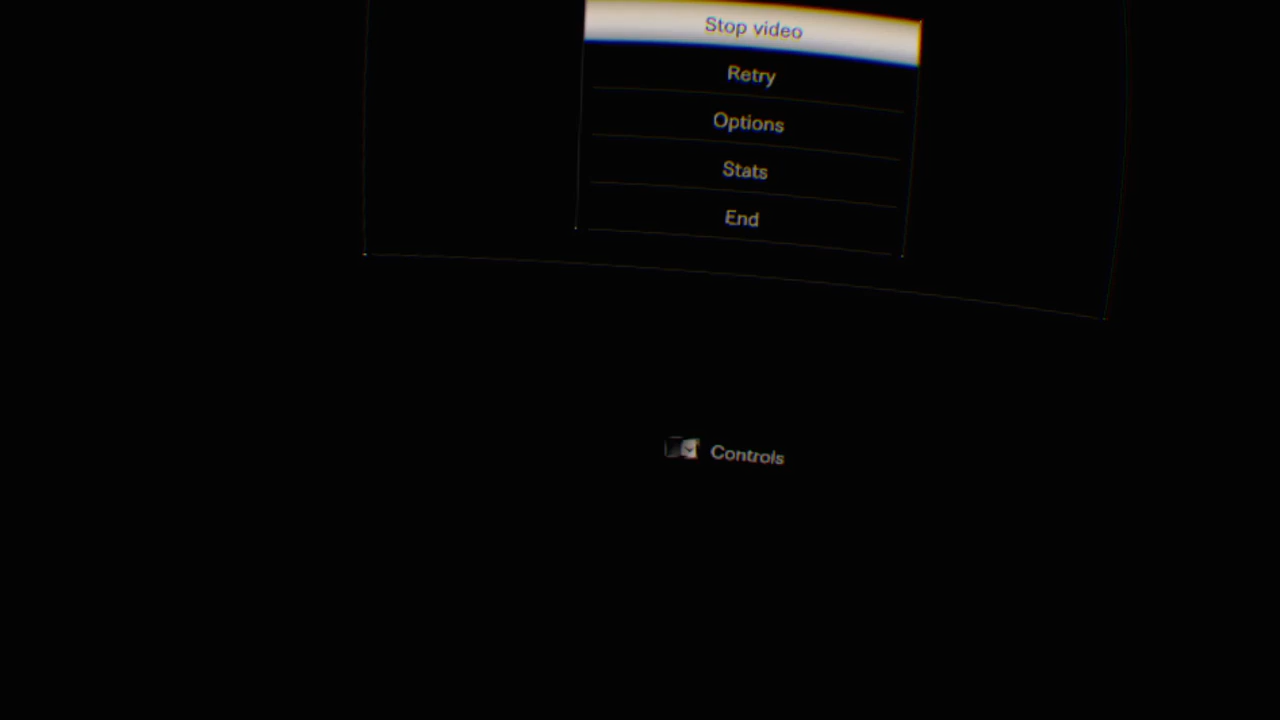 Stop video
Retry
Options
Stats
End
Controls